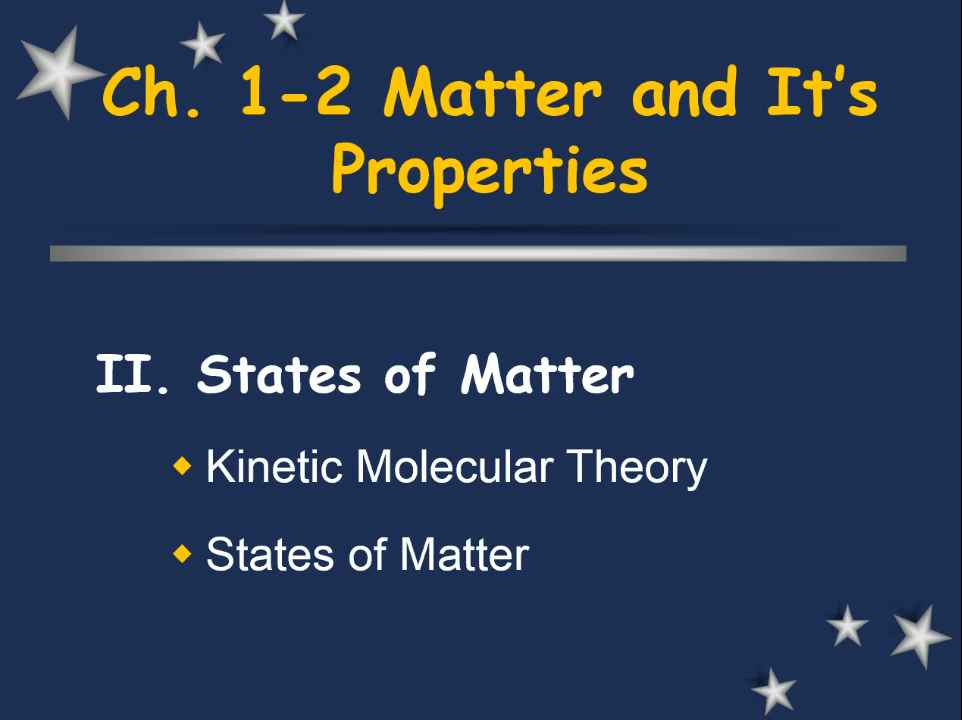 Ch. 1-2 Matter and It’s
Properties
II. States of Matter
Kinetic Molecular Theory
States of Matter